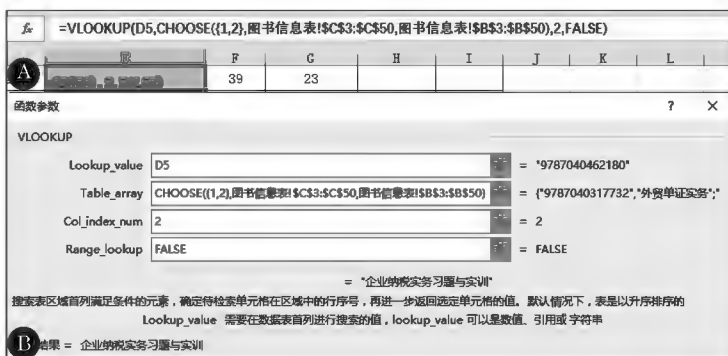 fx =VLOOKUP(D5,CHOOSE({1,2},图书信息表!$C$3:$C$50,图书信息表!$B$3:$B$50),2,FALSE)
E F G H I J K L
A 39 23
函数参数 ? ×
VLOOKUP
Lookup_value D5 = "9787040462180"
Table_array CHOOSE({1,2},图书信息表!$C$3:$C$50,图书信息表!$B$3:$B$50) = {"9787040317732","外贸单证实务";"
Col_index_num 2 = 2
Range_lookup FALSE = FALSE
= "企业纳税实务习题与实训"
搜索表区域首列满足条件的元素，确定待检索单元格在区域中的行序号，再进一步返回选定单元格的值。默认情况下，表是以升序排序的
Lookup_value 需要在数据表首列进行搜索的值，lookup_value 可以是数值、引用或字符串
B 结果 = 企业纳税实务习题与实训